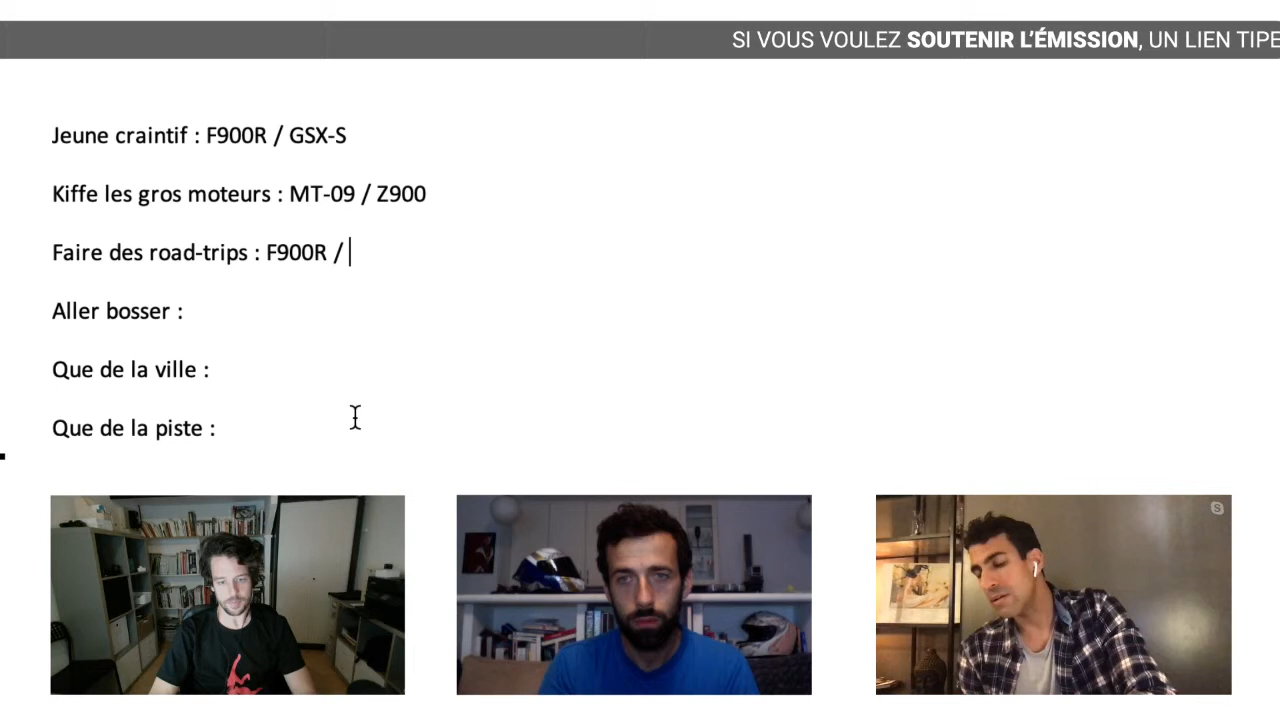 SI VOUS VOULEZ SOUTENIR L'ÉMISSION, UN LIEN TIPE
Jeune craintif : F900R / GSX-S
Kiffe les gros moteurs : MT-09 / Z900
Faire des road-trips : F900R /
Aller bosser :
Que de la ville :
Que de la piste :